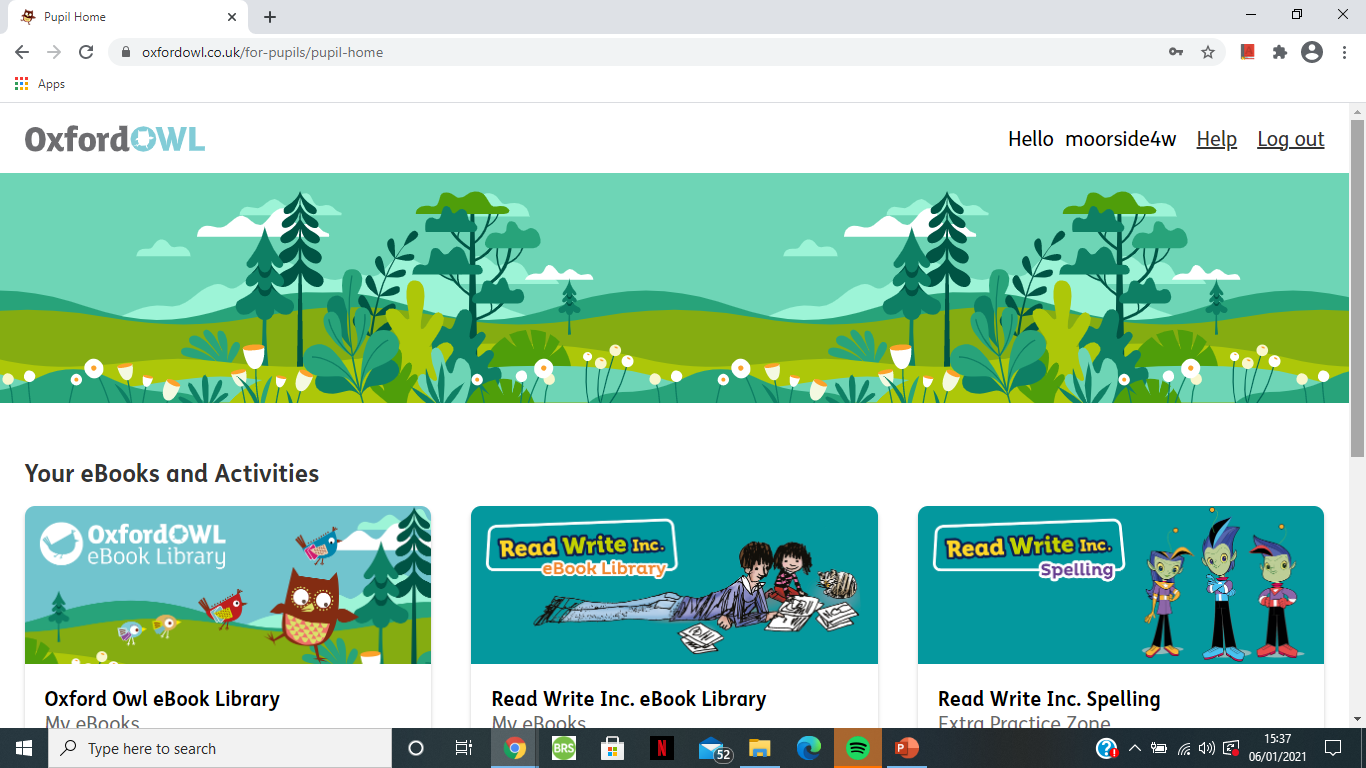 Pupil Home
oxfordowl.co.uk/for-pupils/pupil-home
Apps
OxfordOWL
Hello moorside4w Help Log out
Your eBooks and Activities
OxfordOWL
eBook Library
Read Write Inc.
eBook Library
Read Write Inc.
Spelling
Oxford Owl eBook Library
My eBooks
Read Write Inc. eBook Library
My eBooks
Read Write Inc. Spelling
Extra Practice Zone
Type here to search
BRS
N
52
15:37
06/01/2021